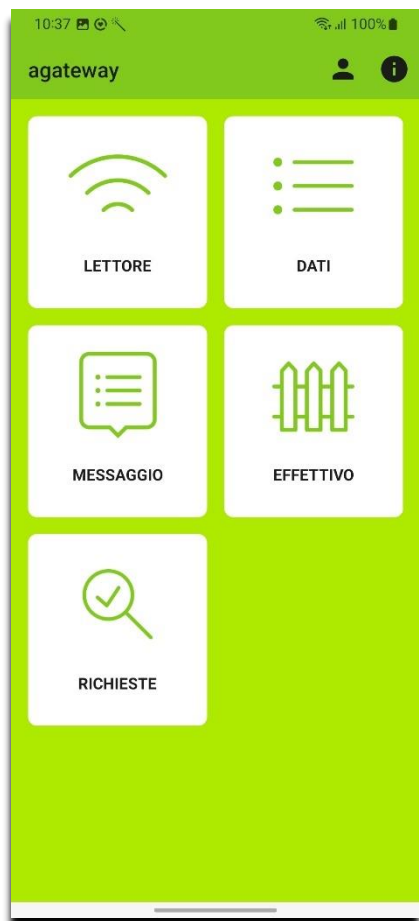 10:37 100%
agateway
LETTORE DATI
MESSAGGIO EFFETTIVO
RICHIESTE